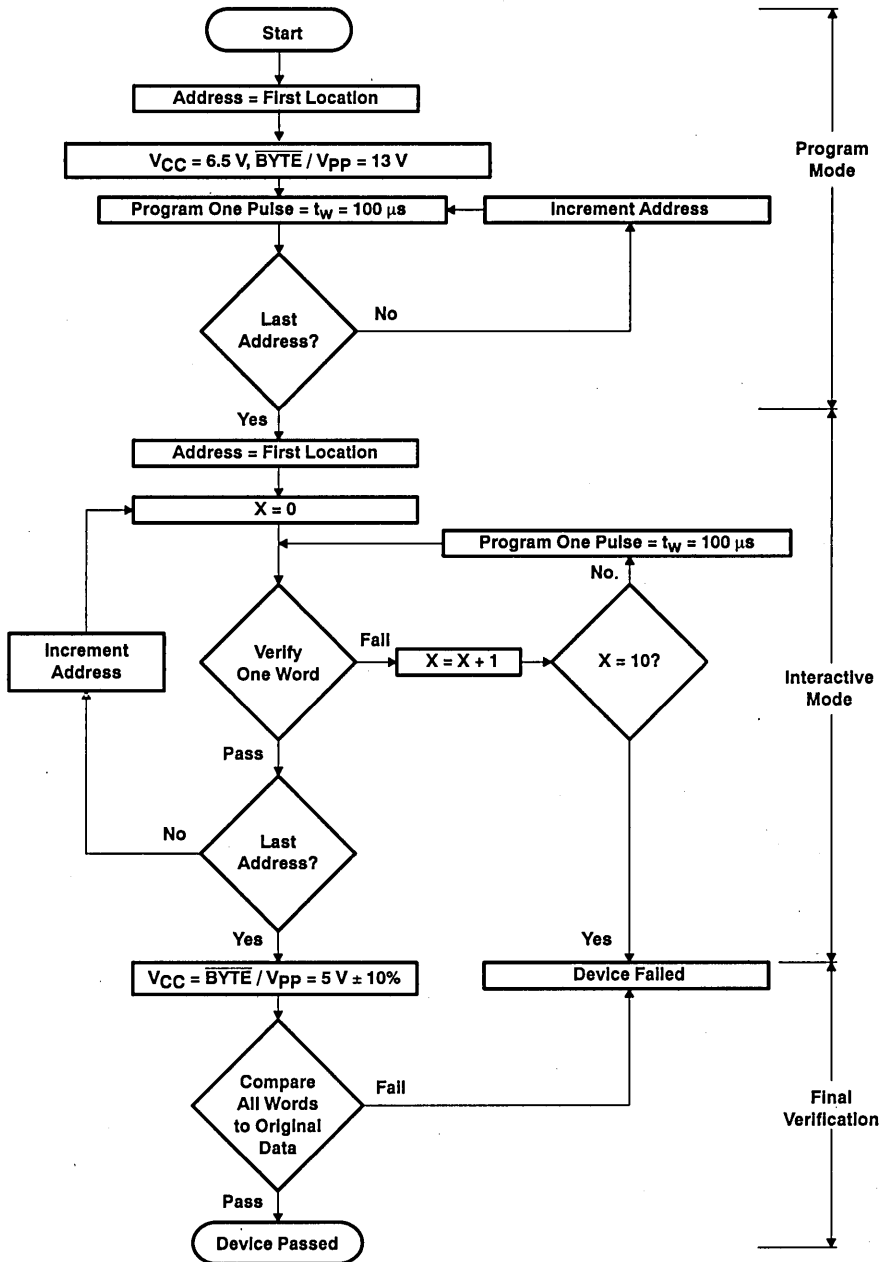 Start
Address = First Location
VCC = 6.5 V, BYTE / VPP = 13 V
Program
Mode
Program One Pulse = tw = 100 µs
Increment Address
Last
Address?
No
Yes
Address = First Location
X = 0
Program One Pulse = tw = 100 µs
No.
Increment
Address
Verify
One Word
Fail
X = X + 1
X = 10?
Interactive
Mode
Pass
No
Last
Address?
Yes
Yes
VCC = BYTE / VPP = 5 V ± 10%
Device Failed
Compare
All Words
to Original
Data
Fail
Final
Verification
Pass
Device Passed